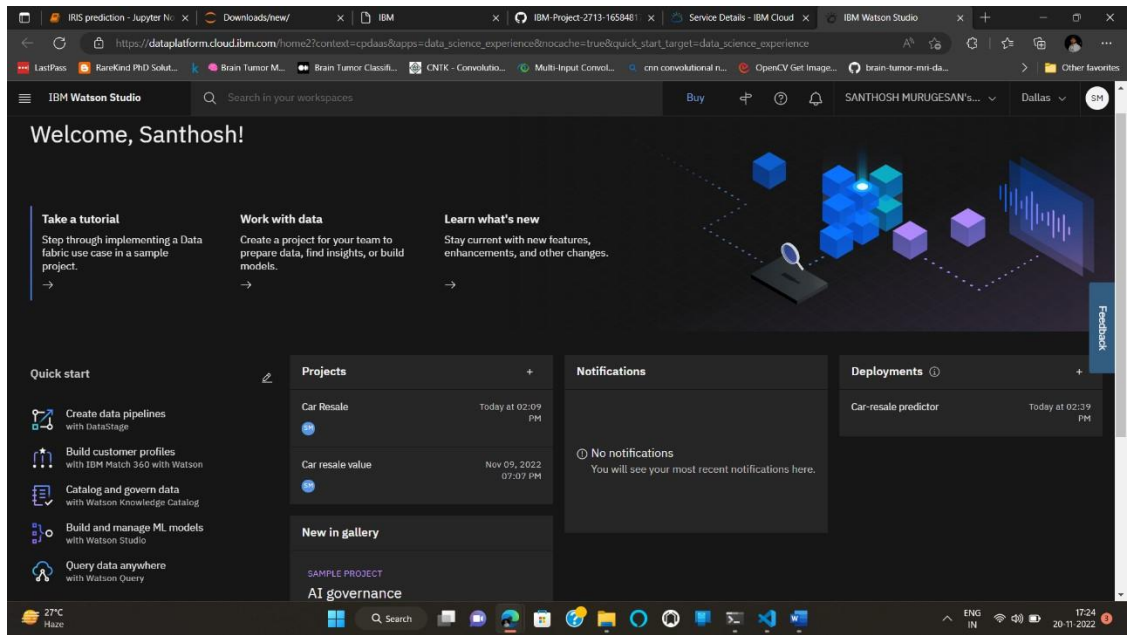 IRIS prediction - Jupyter No
Downloads/new/
IBM
IBM-Project-2713-1658481
Service Details - IBM Cloud
IBM Watson Studio
https://dataplatform.cloud.ibm.com/home2?context=cpdaas&apps=data_science_experience&nocache=true&quick_start_target=data_science_experience
LastPass
RareKind PhD Solut...
Brain Tumor M...
Brain Tumor Classifi...
CNTK - Convolutio...
Multi-Input Convol...
cnn convolutional n...
OpenCV Get Image...
brain-tumor-mri-da...
Other favorites
IBM Watson Studio
Search in your workspaces
Buy
SANTHOSH MURUGESAN's...
Dallas
SM
Welcome, Santhosh!
Take a tutorial
Step through implementing a Data
fabric use case in a sample
project.
Work with data
Create a project for your team to
prepare data, find insights, or build
models.
Learn what's new
Stay current with new features,
enhancements, and other changes.
Feedback
Quick start
Create data pipelines
with DataStage
Build customer profiles
with IBM Match 360 with Watson
Catalog and govern data
with Watson Knowledge Catalog
Build and manage ML models
with Watson Studio
Query data anywhere
with Watson Query
Projects
Car Resale
Today at 02:09
PM
SM
Car resale value
Nov 09, 2022
07:07 PM
SM
New in gallery
SAMPLE PROJECT
AI governance
Notifications
No notifications
You will see your most recent notifications here.
Deployments
Car-resale predictor
Today at 02:39
PM
27°C
Haze
Search
ENG
IN
17:24
20-11-2022
3